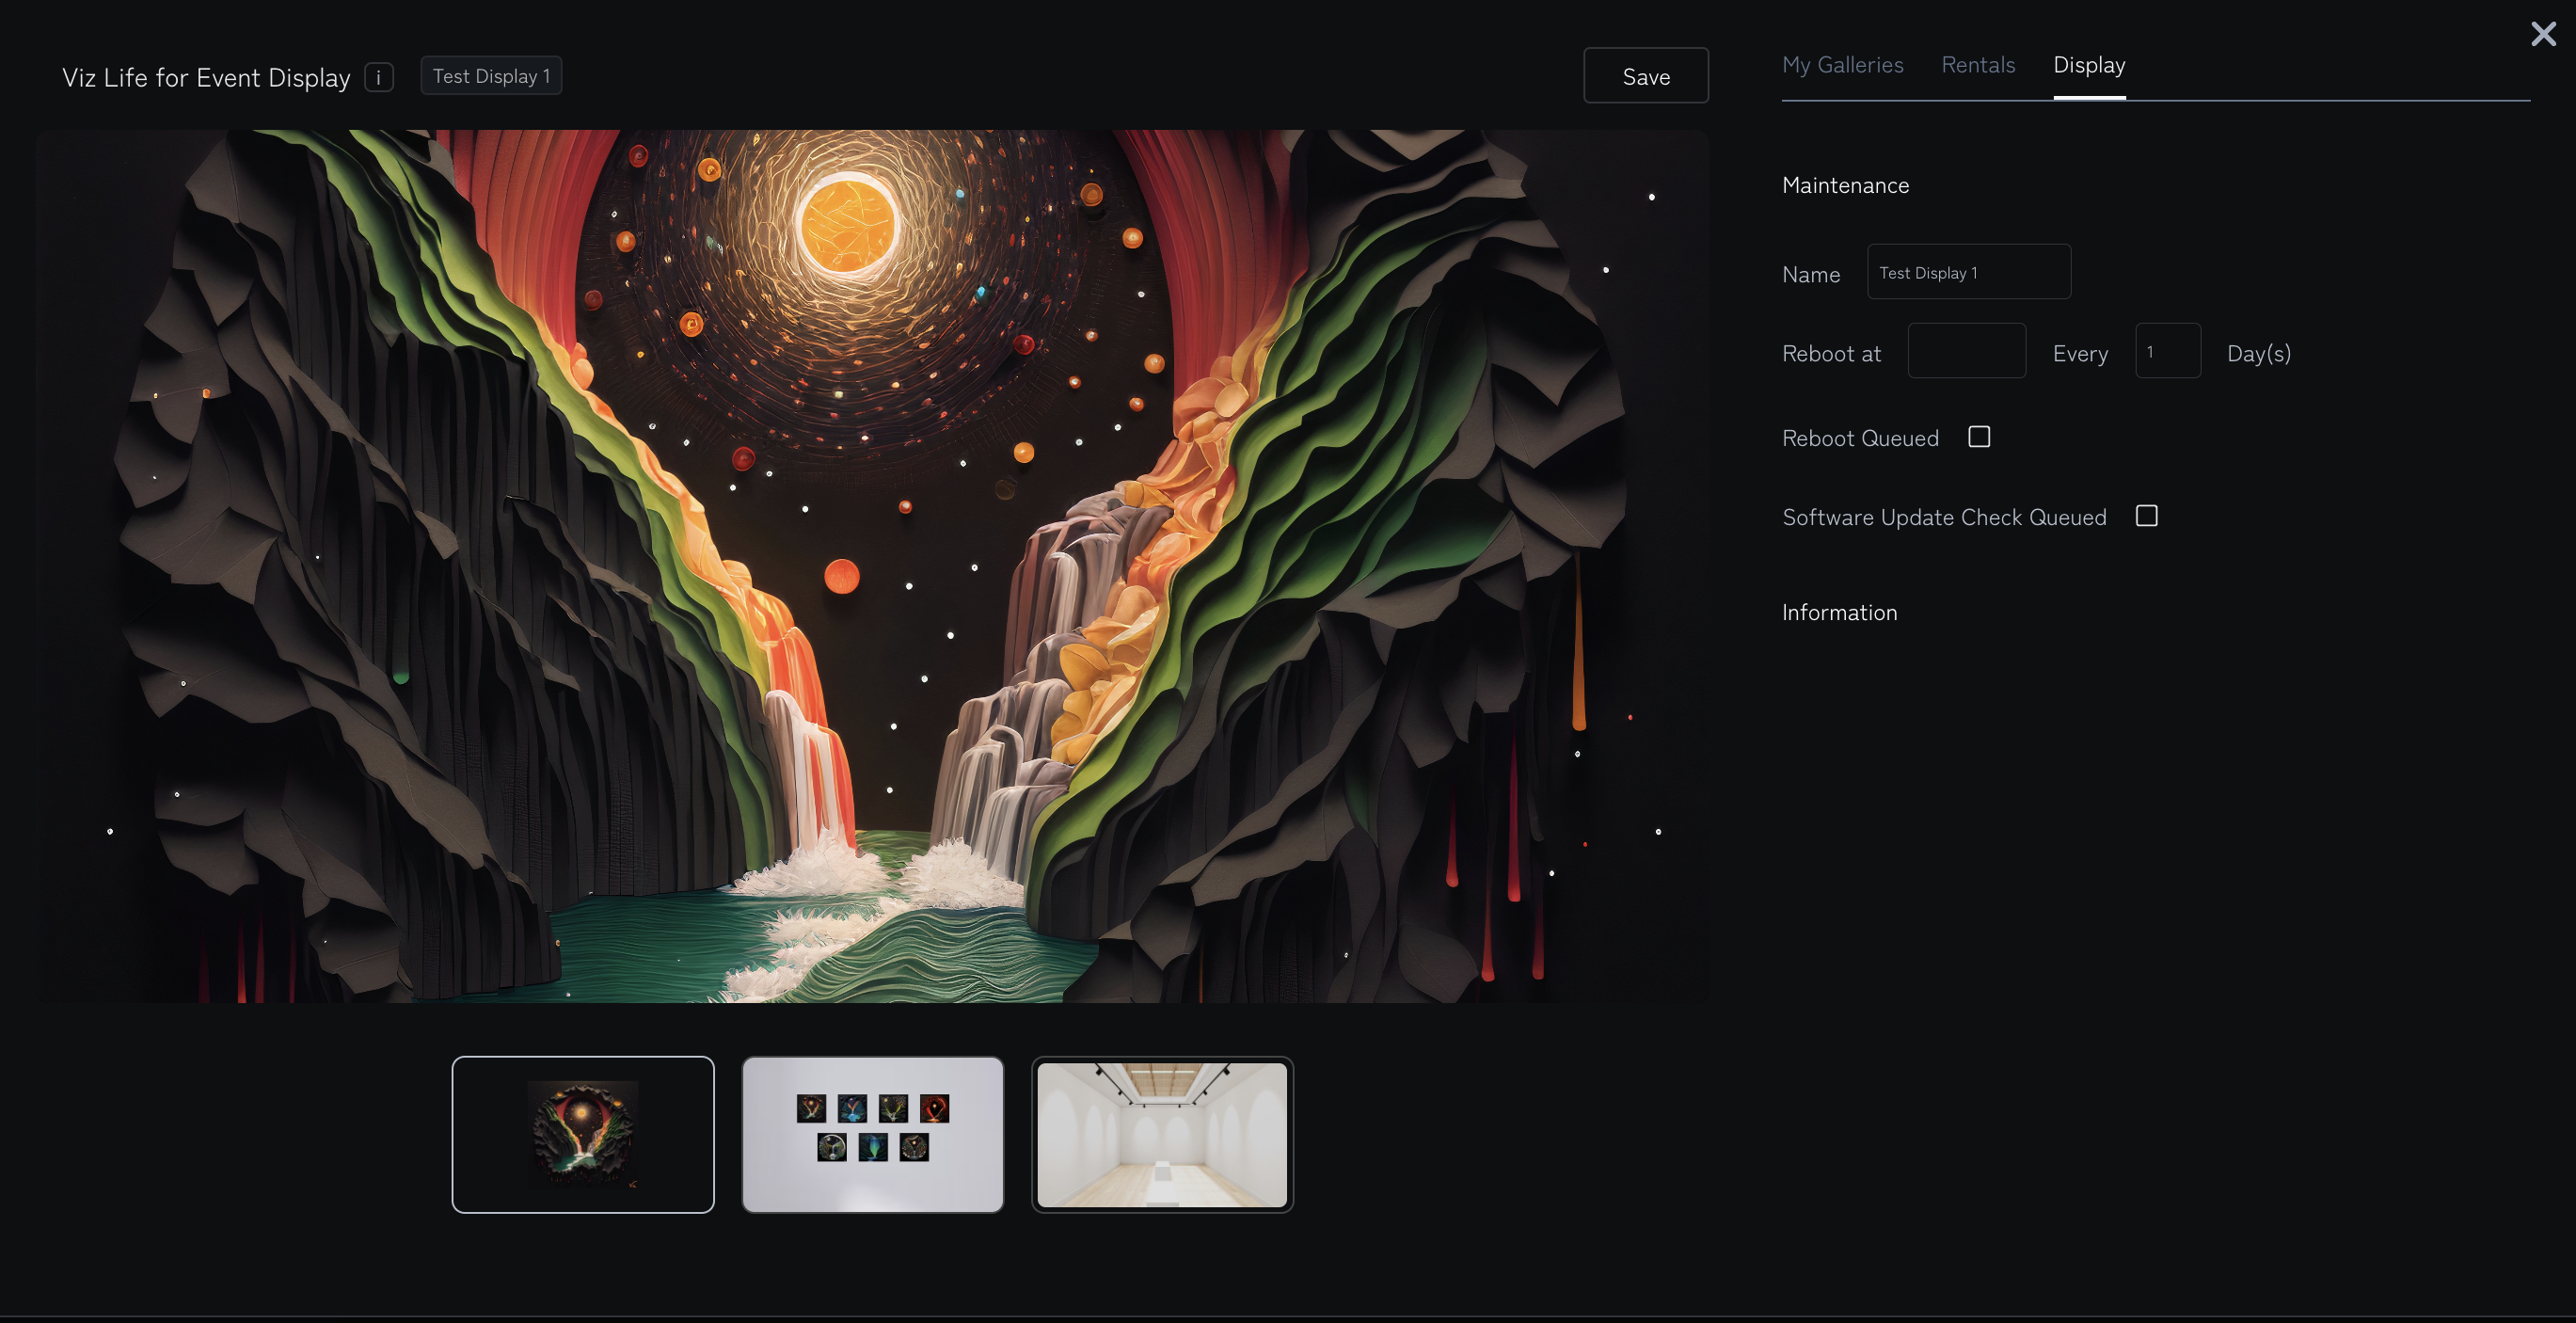 Viz Life for Event Display i Test Display 1
Save
My Galleries Rentals Display
Maintenance
Name Test Display 1
Reboot at Every 1 Day(s)
Reboot Queued
Software Update Check Queued
Information